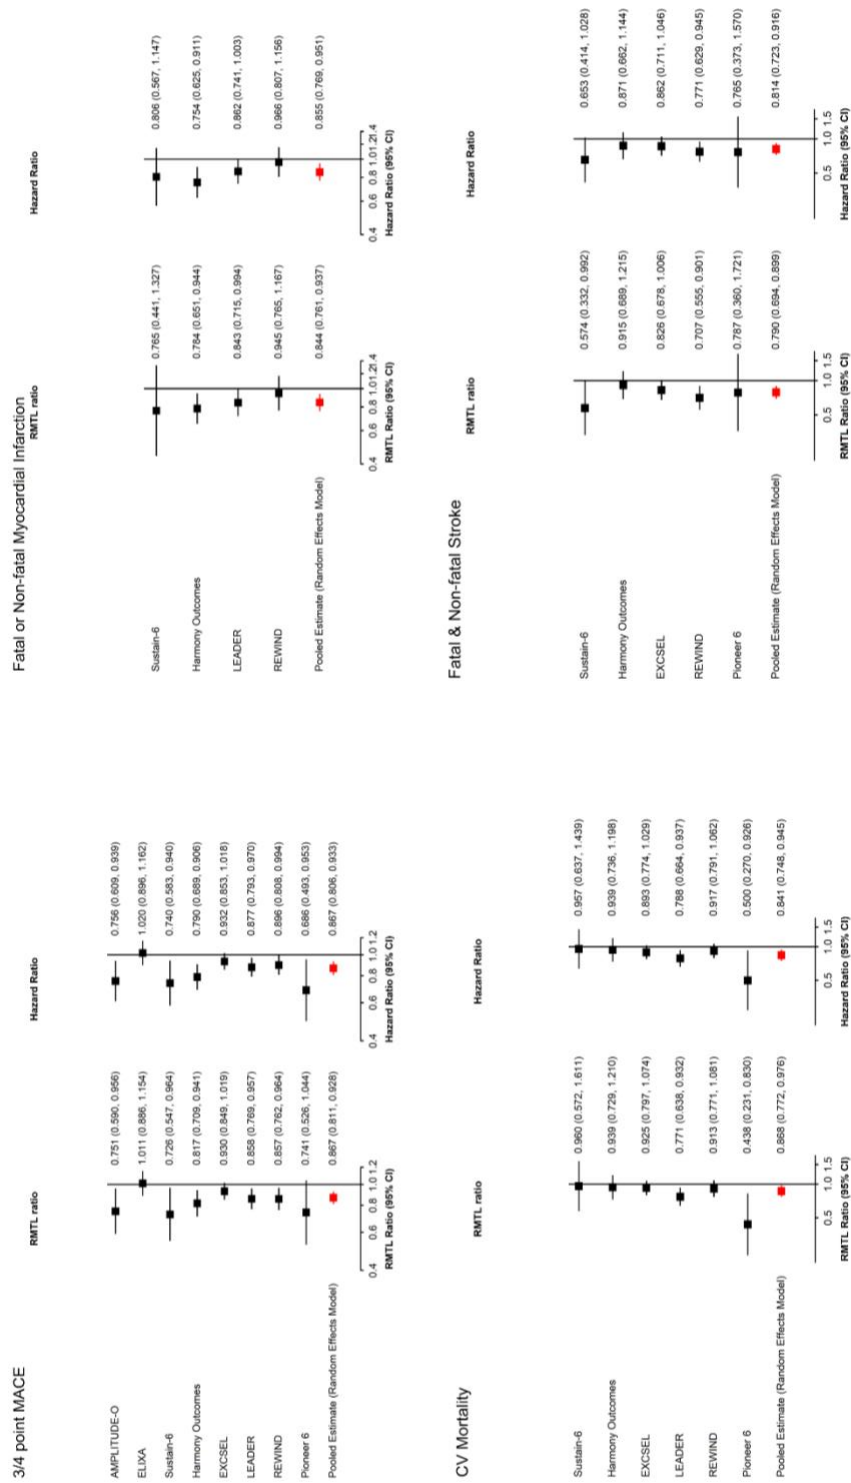 3/4 point MACE
RMTL ratio
Hazard Ratio
AMPLITUDE-O 0.751 (0.590, 0.956) 0.756 (0.609, 0.939)
ELIXA 1.011 (0.886, 1.154) 1.020 (0.896, 1.162)
Sustain-6 0.726 (0.547, 0.964) 0.740 (0.583, 0.940)
Harmony Outcomes 0.817 (0.709, 0.941) 0.790 (0.689, 0.906)
EXCSEL 0.930 (0.849, 1.019) 0.932 (0.853, 1.018)
LEADER 0.858 (0.769, 0.957) 0.877 (0.793, 0.970)
REWIND 0.857 (0.762, 0.964) 0.896 (0.808, 0.994)
Pioneer 6 0.741 (0.526, 1.044) 0.686 (0.493, 0.953)
Pooled Estimate (Random Effects Model) 0.867 (0.811, 0.928) 0.867 (0.806, 0.933)
0.4 0.6 0.8 1.0 1.2 0.4 0.6 0.8 1.0 1.2
RMTL Ratio (95% CI) Hazard Ratio (95% CI)
Fatal or Non-fatal Myocardial Infarction
RMTL ratio
Hazard Ratio
Sustain-6 0.765 (0.441, 1.327) 0.806 (0.567, 1.147)
Harmony Outcomes 0.784 (0.651, 0.944) 0.754 (0.625, 0.911)
LEADER 0.843 (0.715, 0.994) 0.862 (0.741, 1.003)
REWIND 0.945 (0.765, 1.167) 0.966 (0.807, 1.156)
Pooled Estimate (Random Effects Model) 0.844 (0.761, 0.937) 0.855 (0.769, 0.951)
0.4 0.6 0.8 1.0 1.2 1.4 0.4 0.6 0.8 1.0 1.2 1.4
RMTL Ratio (95% CI) Hazard Ratio (95% CI)
CV Mortality
RMTL ratio
Hazard Ratio
Sustain-6 0.960 (0.572, 1.611) 0.957 (0.637, 1.439)
Harmony Outcomes 0.939 (0.729, 1.210) 0.939 (0.736, 1.198)
EXCSEL 0.925 (0.797, 1.074) 0.893 (0.774, 1.029)
LEADER 0.771 (0.638, 0.932) 0.788 (0.664, 0.937)
REWIND 0.913 (0.771, 1.081) 0.917 (0.791, 1.062)
Pioneer 6 0.438 (0.231, 0.830) 0.500 (0.270, 0.926)
Pooled Estimate (Random Effects Model) 0.868 (0.772, 0.976) 0.841 (0.748, 0.945)
0.5 1.0 1.5 0.5 1.0 1.5
RMTL Ratio (95% CI) Hazard Ratio (95% CI)
Fatal & Non-fatal Stroke
RMTL ratio
Hazard Ratio
Sustain-6 0.574 (0.332, 0.992) 0.653 (0.414, 1.028)
Harmony Outcomes 0.915 (0.689, 1.215) 0.871 (0.662, 1.144)
EXCSEL 0.826 (0.678, 1.006) 0.862 (0.711, 1.046)
REWIND 0.707 (0.555, 0.901) 0.771 (0.629, 0.945)
Pioneer 6 0.787 (0.360, 1.721) 0.765 (0.373, 1.570)
Pooled Estimate (Random Effects Model) 0.790 (0.694, 0.899) 0.814 (0.723, 0.916)
0.5 1.0 1.5 0.5 1.0 1.5
RMTL Ratio (95% CI) Hazard Ratio (95% CI)